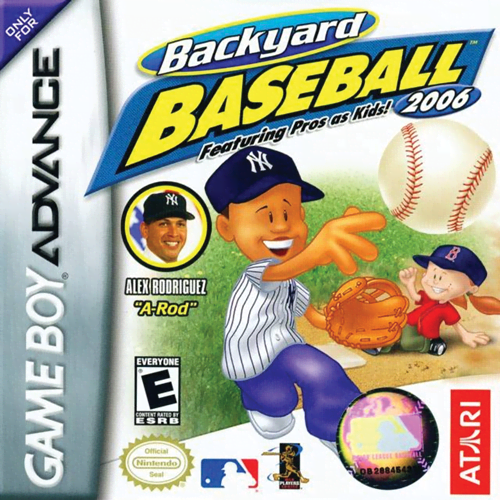 ONLY
FOR
GAME BOY ADVANCE
Backyard
BASEBALL
2006
Featuring Pros as Kids!
ALEX RODRIGUEZ
"A-Rod"
EVERYONE
E
CONTENT RATED BY
ESRB
Official
Nintendo
Seal
PLAYERS
ATARI